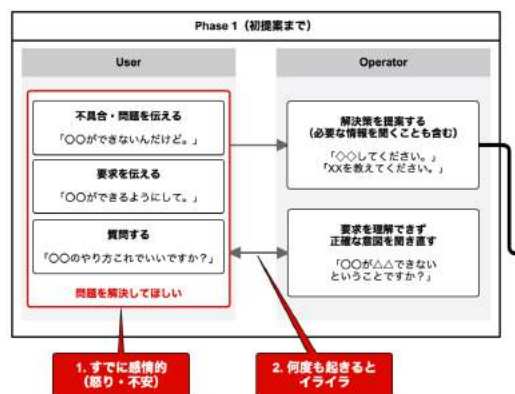 Phase 1（初提案まで）
User
不具合・問題を伝える
「〇〇ができないんだけど。」
要求を伝える
「〇〇ができるようにして。」
質問する
「〇〇のやり方これでいいですか？」
問題を解決してほしい
Operator
解決策を提案する
（必要な情報を聞くことも含む）
「◇◇してください。」
「XXを教えてください。」
要求を理解できず
正確な意図を聞き直す
「〇〇が△△できない
ということですか？」
1. すでに感情的
（怒り・不安）
2. 何度も起きると
イライラ